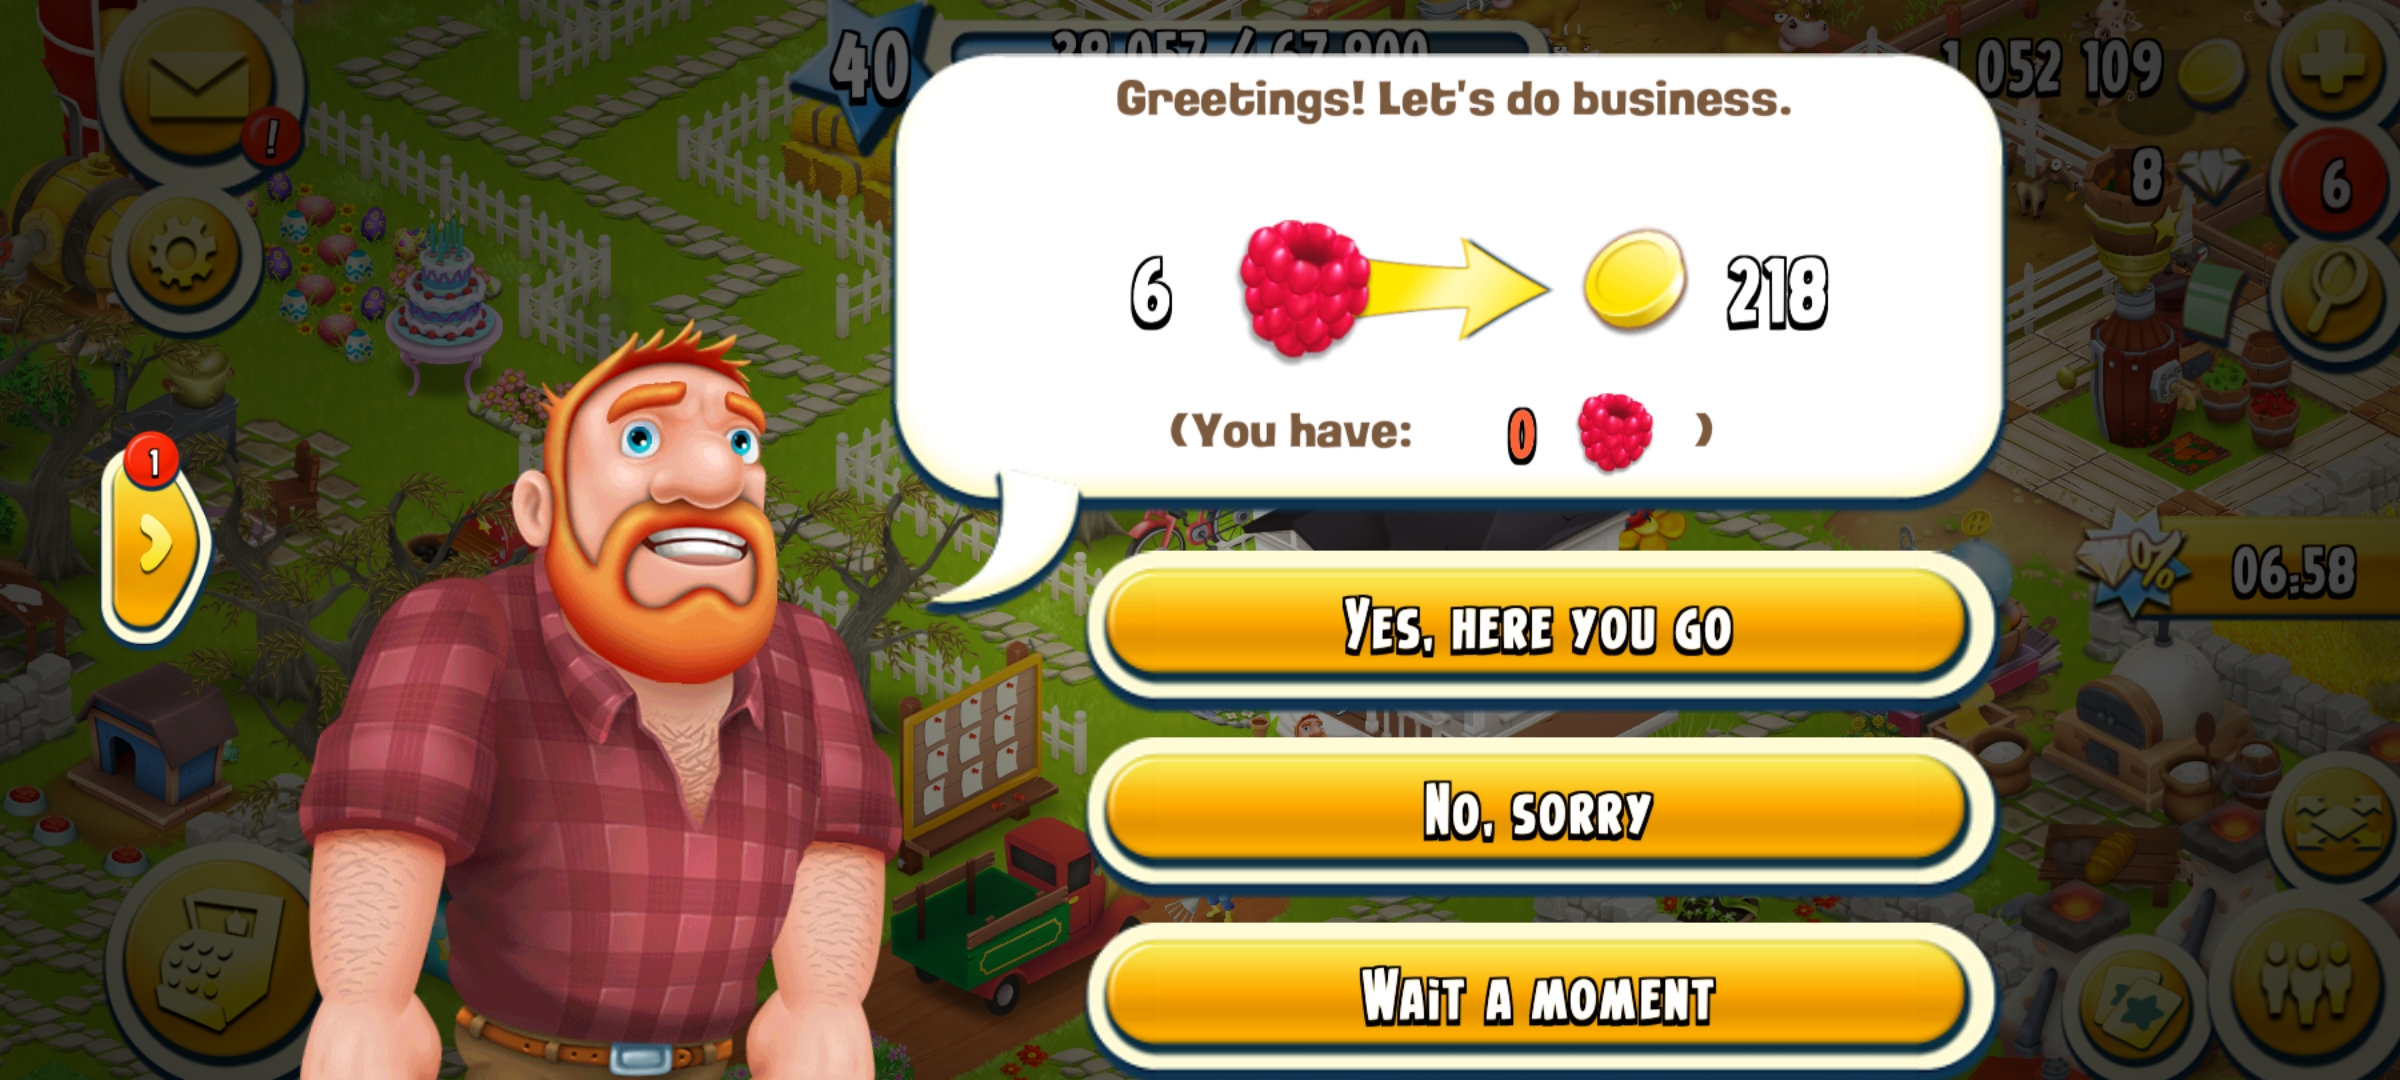 40
1 052 109
Greetings! Let's do business.
!
8
6
6
218
(You have: 0 )
1
0%
06:58
Yes, here you go
No, sorry
Wait a moment